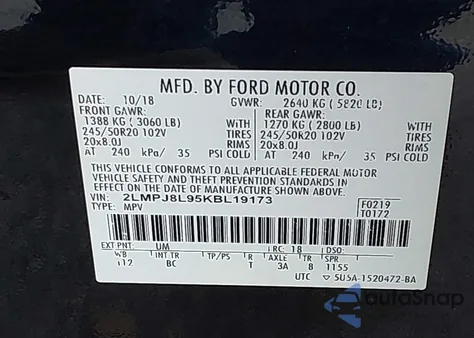 MFD. BY FORD MOTOR CO.
DATE: 10/18 GVWR: 2640 KG (5820 LB)
FRONT GAWR: REAR GAWR:
1388 KG (3060 LB) WITH 1270 KG (2800 LB) WITH
245/50R20 102V TIRES 245/50R20 102V TIRES
20x8.0J RIMS 20x8.0J RIMS
AT 240 kPa/ 35 PSI COLD AT 240 kPa/ 35 PSI COLD
THIS VEHICLE CONFORMS TO ALL APPLICABLE FEDERAL MOTOR
VEHICLE SAFETY AND THEFT PREVENTION STANDARDS IN
EFFECT ON THE DATE OF MANUFACTURE SHOWN ABOVE.
VIN: 2LMPJ8L95KBL19173 F0219
TYPE: MPV T0172
EXT PNT: UM RC: 18 DSO:
WB INT TR TP/PS R AXLE TR SPR
112 BC T 3A B 1155
UTC 5U5A-1520472-BA
autoSnap